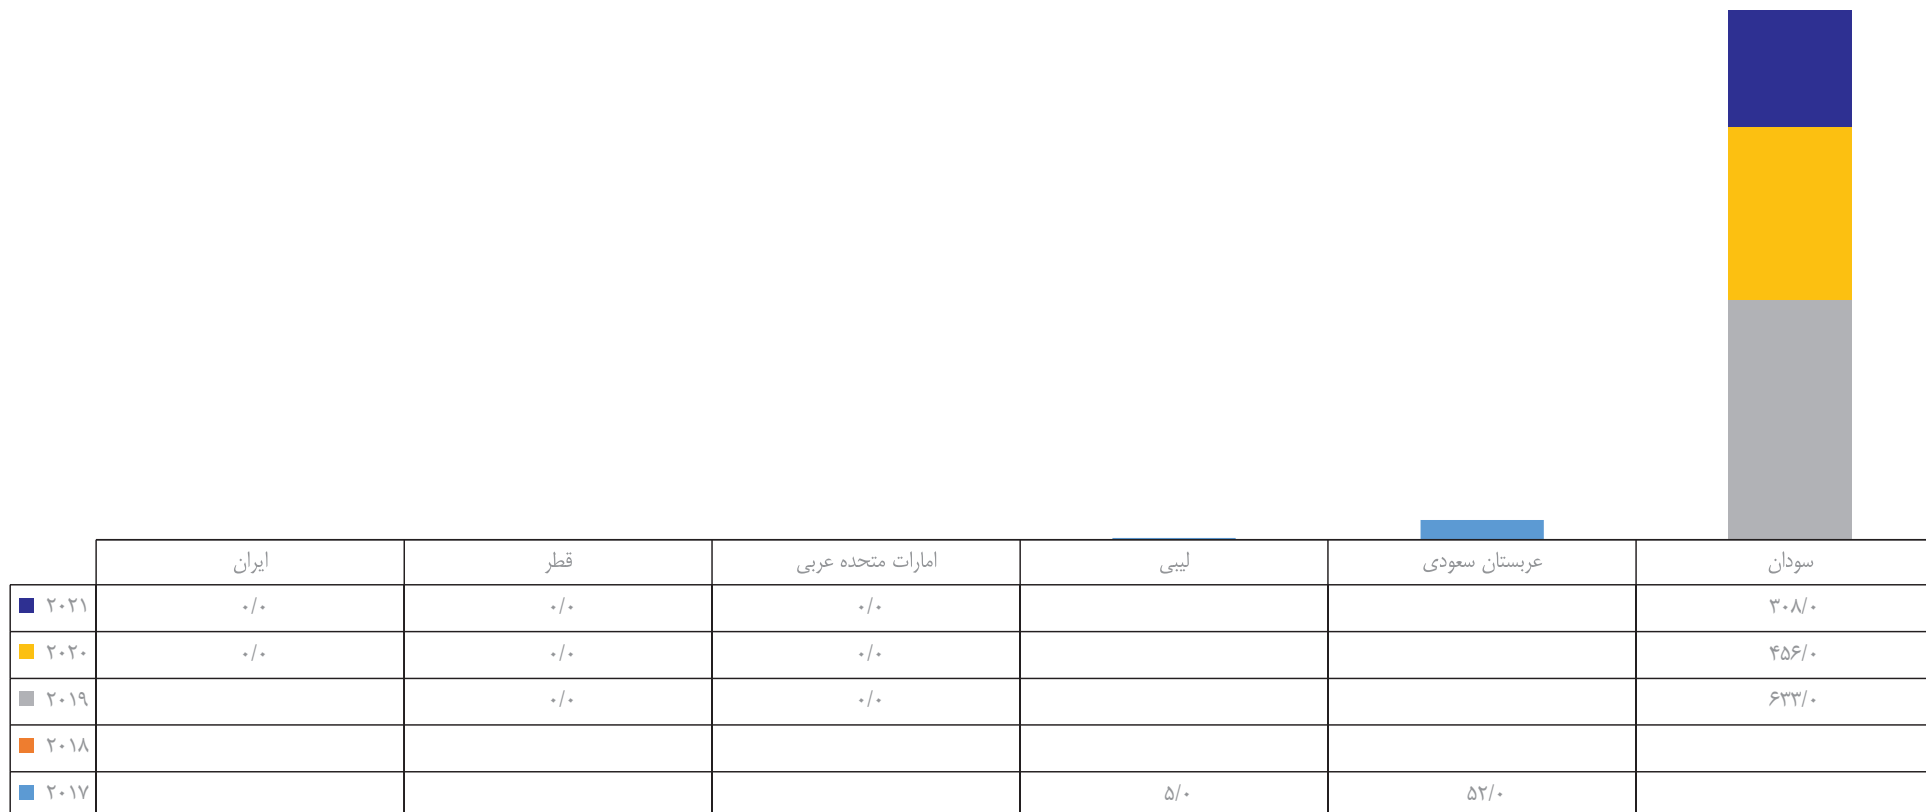 سودان عربستان سعودی لیبی امارات متحده عربی قطر ایران
۲۰۲۱ ۰/۰ ۰/۰ ۰/۰ ۳۰۸/۰
۲۰۲۰ ۰/۰ ۰/۰ ۰/۰ ۴۵۶/۰
۲۰۱۹ ۰/۰ ۰/۰ ۶۳۳/۰
۲۰۱۸
۲۰۱۷ ۵/۰ ۵۲/۰